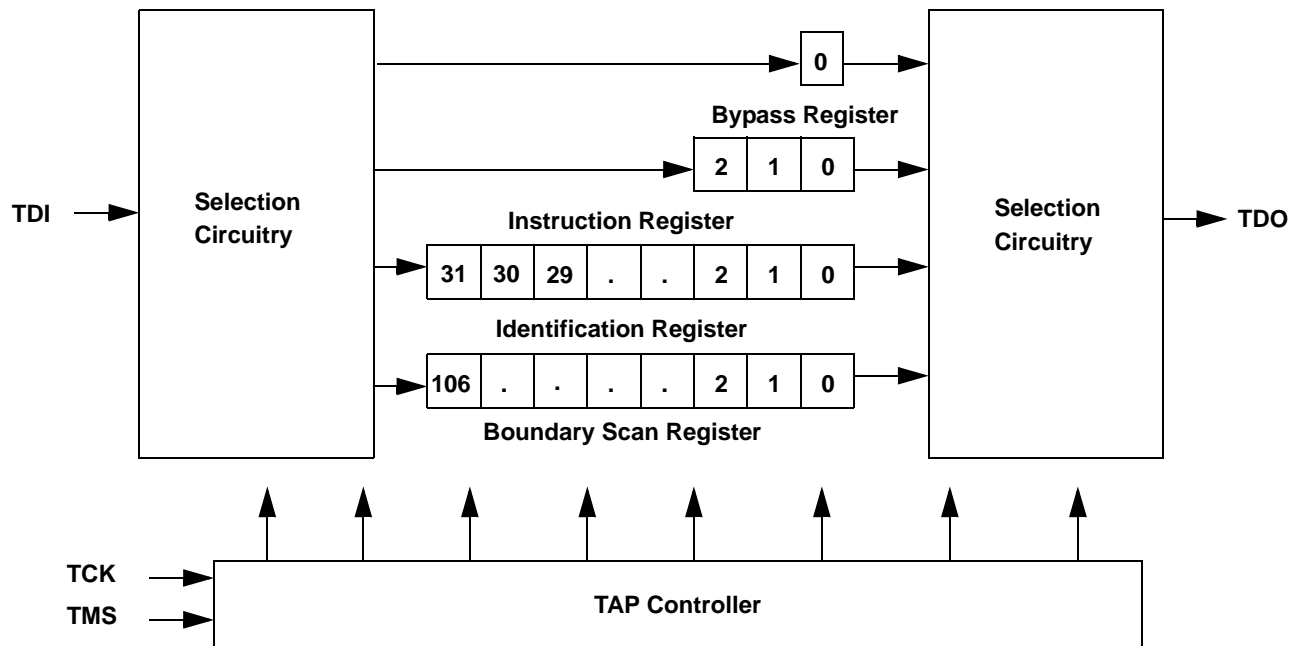 0
Bypass Register
2 1 0
Selection
Circuitry
TDI
Selection
Circuitry
TDO
Instruction Register
31 30 29 . . 2 1 0
Identification Register
106 . . . . 2 1 0
Boundary Scan Register
TCK
TMS
TAP Controller